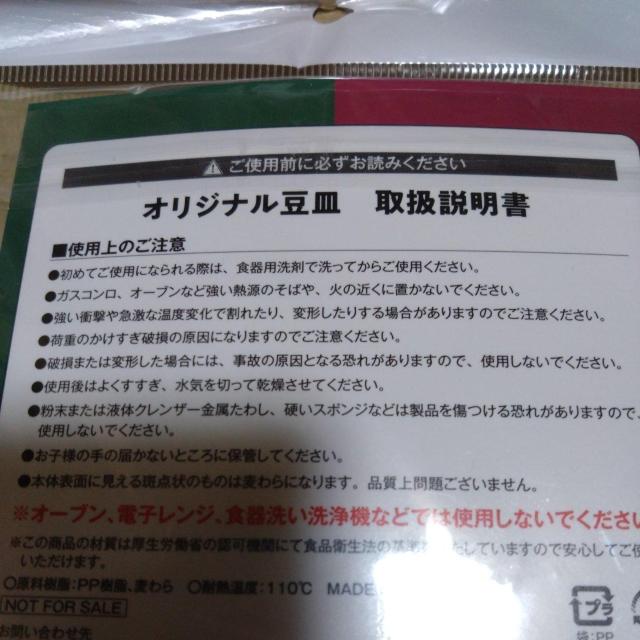 ⚠ご使用前に必ずお読みください
オリジナル豆皿 取扱説明書
■使用上のご注意
●初めてご使用になられる際は、食器用洗剤で洗ってからご使用ください。
●ガスコンロ、オーブンなど強い熱源のそばや、火の近くに置かないでください。
●強い衝撃や急激な温度変化で割れたり、変形したりする場合がありますのでご注意ください。
●荷重のかけすぎ破損の原因になりますのでご注意ください。
●破損または変形した場合には、事故の原因となる恐れがありますので、使用しないでください。
●使用後はよくすすぎ、水気を切って乾燥させてください。
●粉末または液体クレンザー金属たわし、硬いスポンジなどは製品を傷つける恐れがありますので、
使用しないでください。
●お子様の手の届かないところに保管してください。
●本体表面に見える斑点状のものは麦わらになります。品質上問題ございません。
※オーブン、電子レンジ、食器洗い洗浄機などでは使用しないでください
※この商品の材質は厚生労働省の認可機関にて食品衛生法の基準 たしていますので安心してご使
いただけます。
○原料樹脂:PP樹脂、麦わら ○耐熱温度:110℃ MADE
NOT FOR SALE
お問い合わせ先
プラ
袋:PP